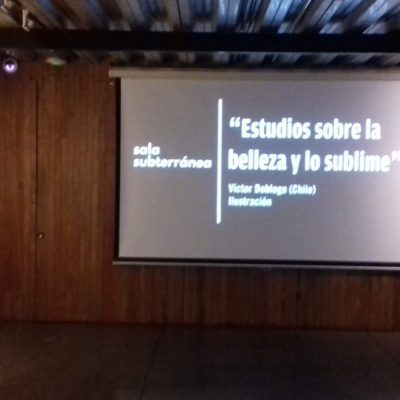 sala
subterránea
“Estudios sobre la
belleza y lo sublime”
Víctor Dobloga (Chile)
Ilustración